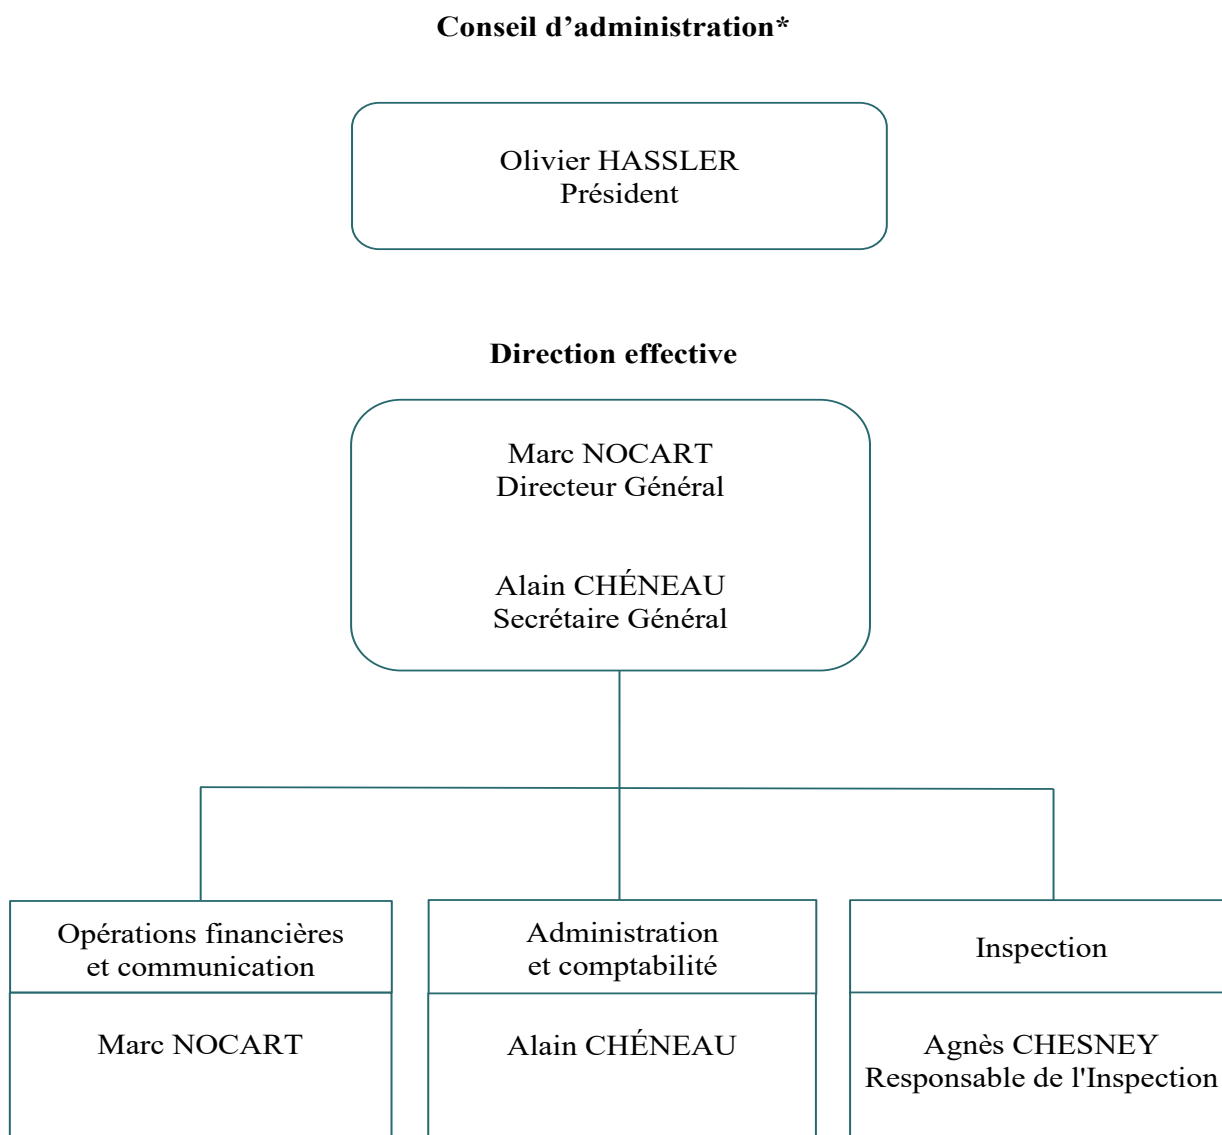 Conseil d’administration*
Olivier HASSLER
Président
Direction effective
Marc NOCART
Directeur Général
Alain CHÉNEAU
Secrétaire Général
Opérations financières
et communication
Marc NOCART
Administration
et comptabilité
Alain CHÉNEAU
Inspection
Agnès CHESNEY
Responsable de l'Inspection